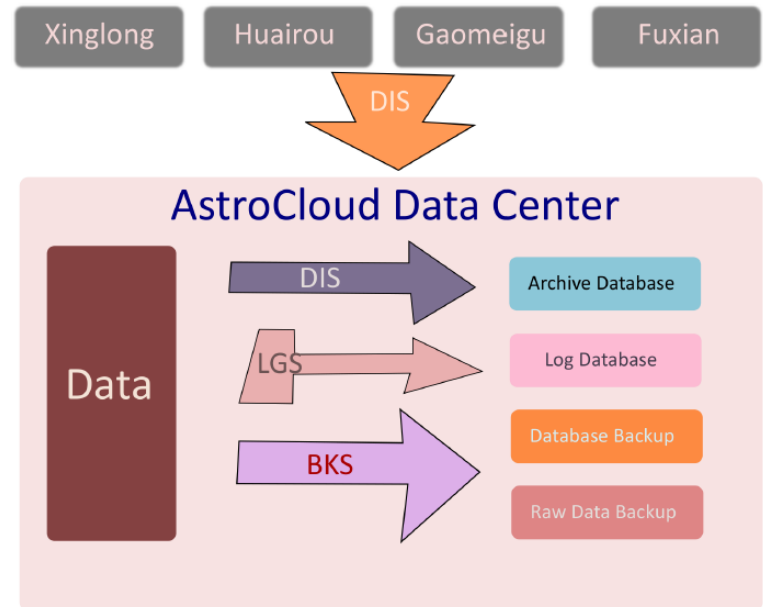 Xinglong
Huairou
Gaomeigu
Fuxian
DIS
AstroCloud Data Center
Data
DIS
LGS
BKS
Archive Database
Log Database
Database Backup
Raw Data Backup